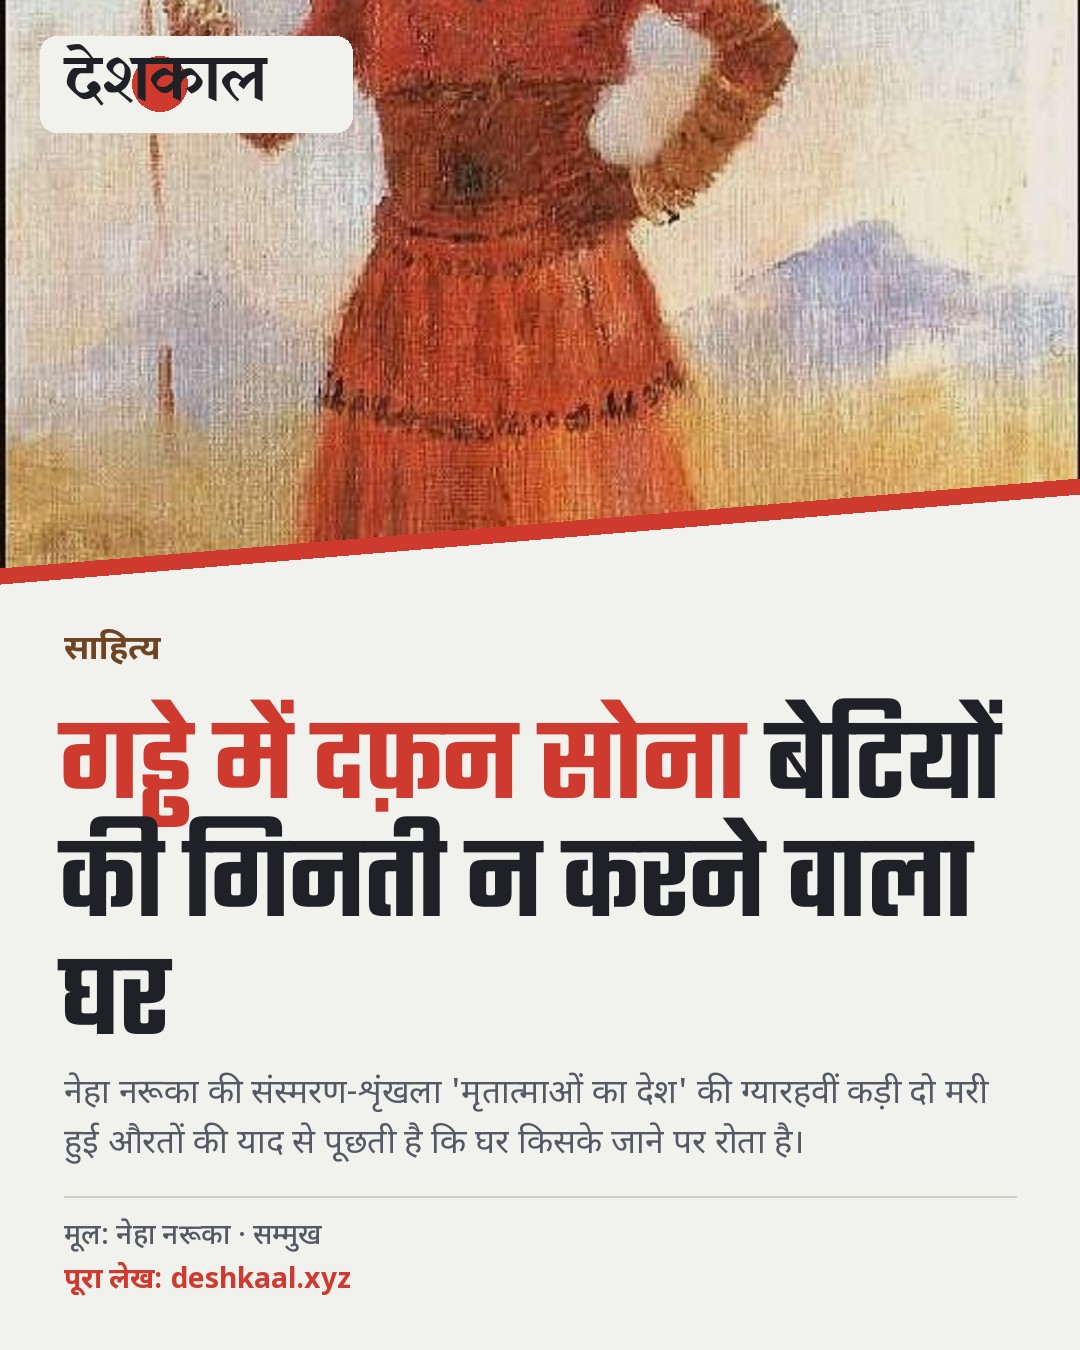 देशकाल
साहित्य
गड्ढे में दफ़न सोना बेटियों
की गिनती न करने वाला
घर
नेहा नरूका की संस्मरण-शृंखला 'मृतात्माओं का देश' की ग्यारहवीं कड़ी दो मरी
हुई औरतों की याद से पूछती है कि घर किसके जाने पर रोता है।
मूल: नेहा नरूका · सम्मुख
पूरा लेख: deshkaal.xyz